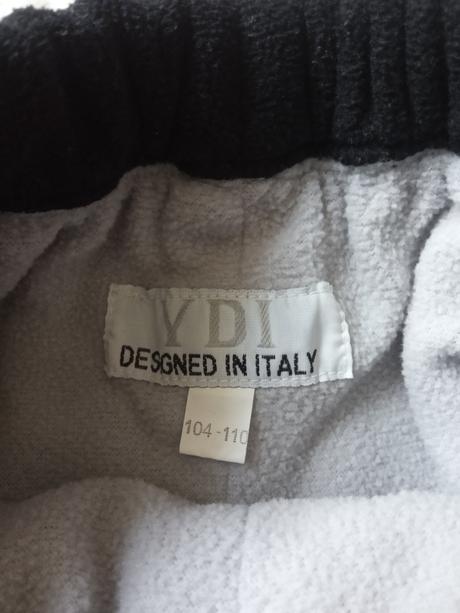 YDI
DESGNED IN ITALY
104-110